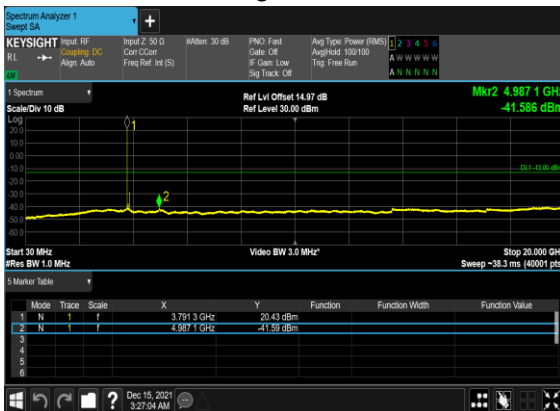 Spectrum Analyzer 1
Swept SA
KEYSIGHT Input: RF Input Z: 50 Ω #Atten: 30 dB PNO: Fast Avg Type: Power (RMS) 1 2 3 4 5 6
RL Coupling: DC Corr CCorr Gate: Off Avg|Hold: 100/100 A W W W W W
Align: Auto Freq Ref: Int (S) IF Gain: Low Trig: Free Run
Sig Track: Off A N N N N N
1 Spectrum Ref Lvl Offset 14.97 dB Mkr2 4.987 1 GHz
Scale/Div 10 dB Ref Level 30.00 dBm -41.586 dBm
Log
20.0
10.0
0.00
-10.0
-20.0
-30.0
-40.0
-50.0
-60.0
1
DL1 -13.00 dBm
2
Start 30 MHz Video BW 3.0 MHz* Stop 20.000 GHz
#Res BW 1.0 MHz Sweep ~38.3 ms (40001 pts)
5 Marker Table
Mode Trace Scale X Y Function Function Width Function Value
1 N 1 f 3.791 3 GHz 20.43 dBm
2 N 1 f 4.987 1 GHz -41.59 dBm
3
4
5
6
Dec 15, 2021
3:27:04 AM